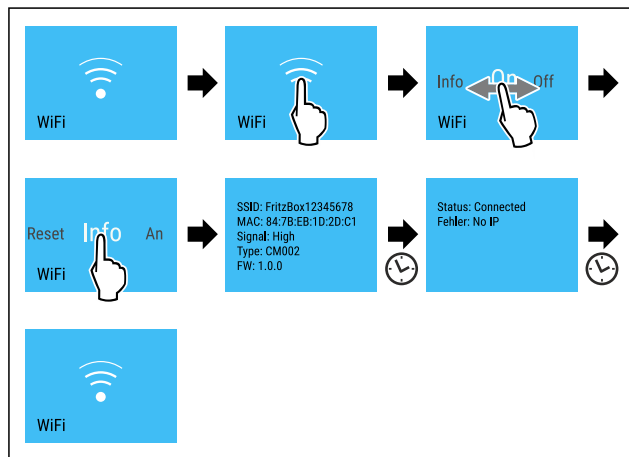 WiFi
WiFi
Info On Off
WiFi
Reset Info An
WiFi
SSID: FritzBox12345678
MAC: 84:7B:EB:1D:2D:C1
Signal: High
Type: CM002
FW: 1.0.0
Status: Connected
Fehler: No IP
WiFi